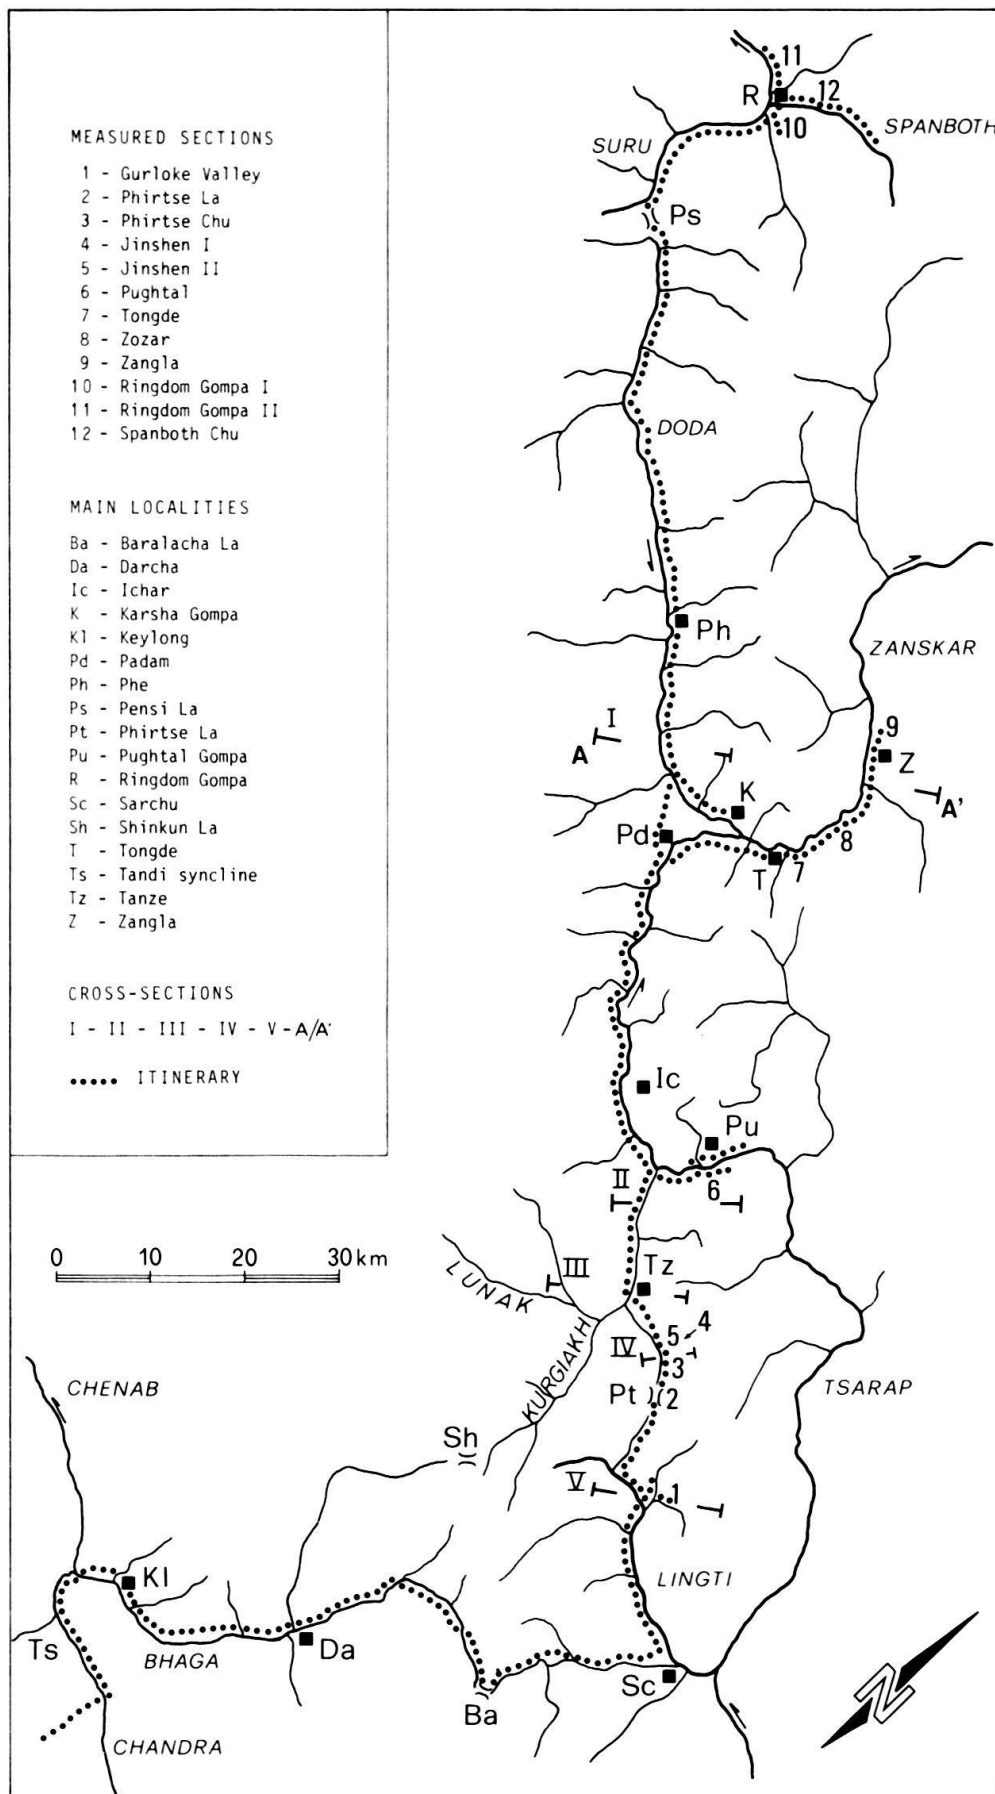 MEASURED SECTIONS
1 - Gurloke Valley
2 - Phirtse La
3 - Phirtse Chu
4 - Jinshen I
5 - Jinshen II
6 - Pughtal
7 - Tongde
8 - Zozar
9 - Zangla
10 - Ringdom Gompa I
11 - Ringdom Gompa II
12 - Spanboth Chu
MAIN LOCALITIES
Ba - Baralacha La
Da - Darcha
Ic - Ichar
K - Karsha Gompa
Kl - Keylong
Pd - Padam
Ph - Phe
Ps - Pensi La
Pt - Phirtse La
Pu - Pughtal Gompa
R - Ringdom Gompa
Sc - Sarchu
Sh - Shinkun La
T - Tongde
Ts - Tandi syncline
Tz - Tanze
Z - Zangla
CROSS-SECTIONS
I - II - III - IV - V - A/A'
ITINERARY
11
R
12
10
SPANBOTH
SURU
Ps
DODA
Ph
ZANSKAR
I
A
9
Z
K
A'
Pd
8
T
7
Ic
Pu
II
6
0 10 20 30 km
III
Tz
LUNAK
4
5
IV
3
KURGIAKH
Pt
2
TSARAP
CHENAB
Sh
V
1
Kl
LINGTI
Ts
BHAGA
Da
Sc
Ba
CHANDRA
N